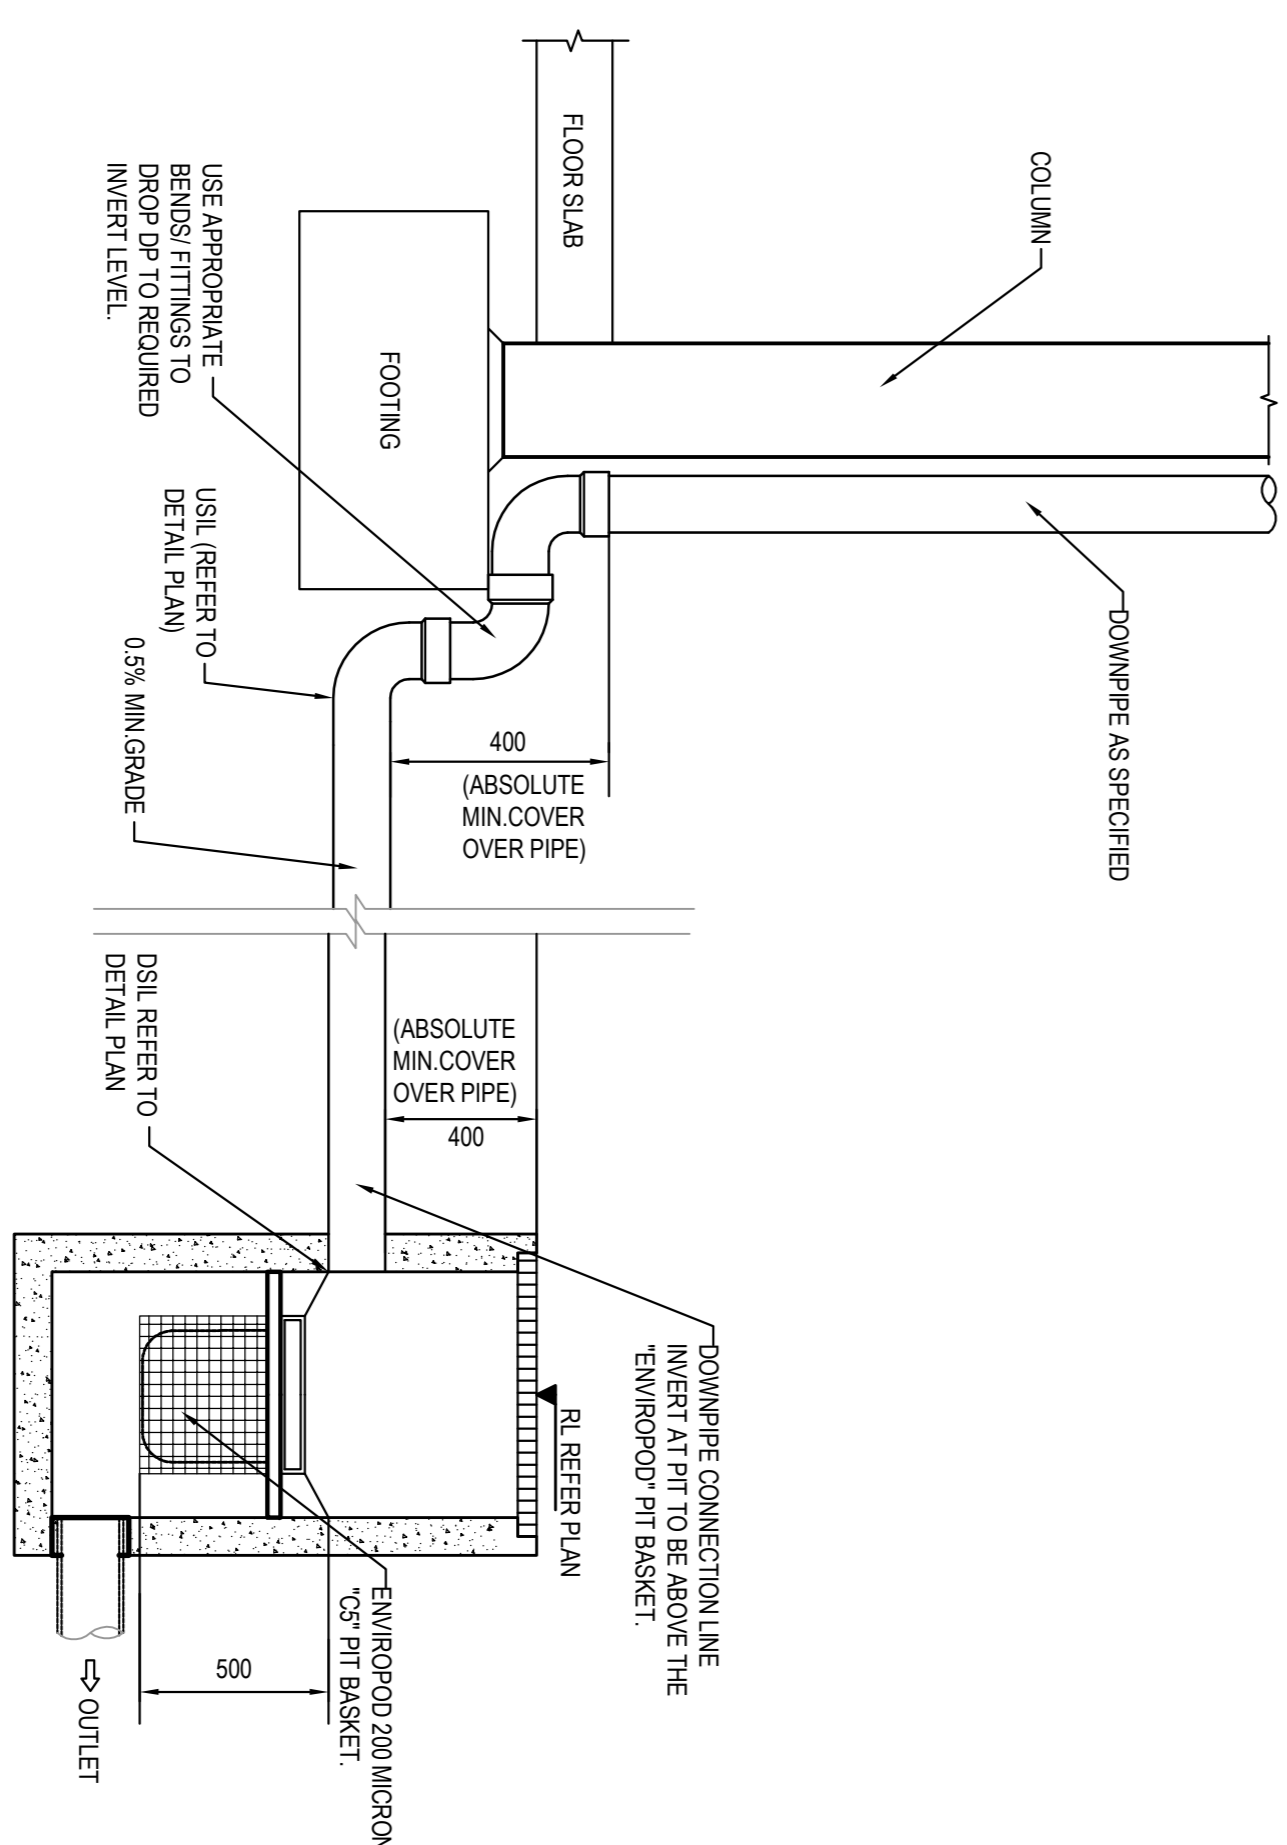 COLUMN
FLOOR SLAB
DOWNPIPE AS SPECIFIED
FOOTING
USE APPROPRIATE
BENDS/ FITTINGS TO
DROP DP TO REQUIRED
INVERT LEVEL.
USIL (REFER TO
DETAIL PLAN)
0.5% MIN.GRADE
400
(ABSOLUTE
MIN.COVER
OVER PIPE)
(ABSOLUTE
MIN.COVER
OVER PIPE)
400
DSIL REFER TO
DETAIL PLAN
DOWNPIPE CONNECTION LINE
INVERT AT PIT TO BE ABOVE THE
"ENVIROPOD" PIT BASKET.
RL REFER PLAN
ENVIROPOD 200 MICRON
"C5" PIT BASKET.
500
OUTLET